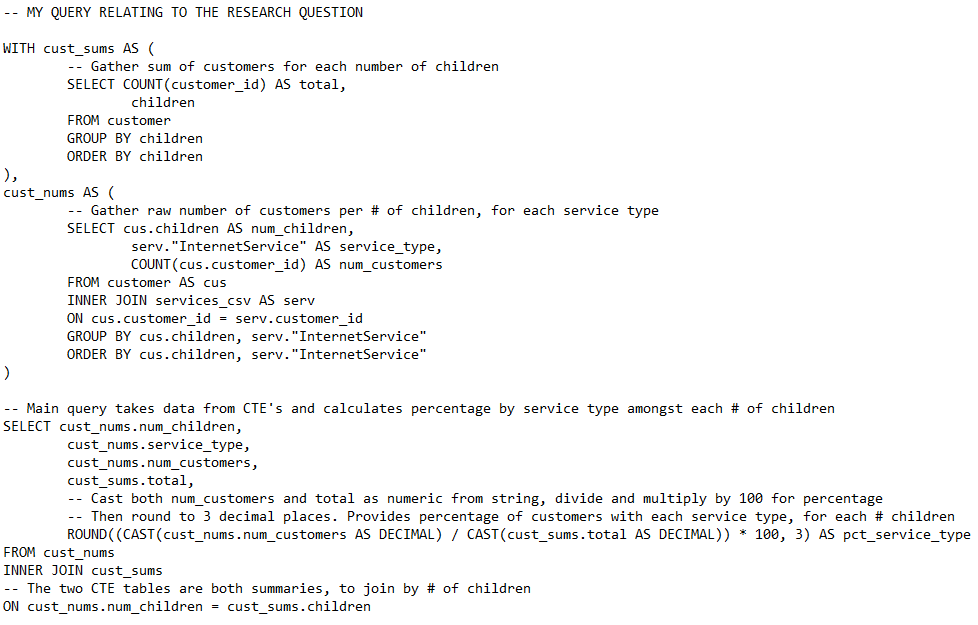 -- MY QUERY RELATING TO THE RESEARCH QUESTION
WITH cust_sums AS (
-- Gather sum of customers for each number of children
SELECT COUNT(customer_id) AS total,
children
FROM customer
GROUP BY children
ORDER BY children
),
cust_nums AS (
-- Gather raw number of customers per # of children, for each service type
SELECT cus.children AS num_children,
serv."InternetService" AS service_type,
COUNT(cus.customer_id) AS num_customers
FROM customer AS cus
INNER JOIN services_csv AS serv
ON cus.customer_id = serv.customer_id
GROUP BY cus.children, serv."InternetService"
ORDER BY cus.children, serv."InternetService"
)
-- Main query takes data from CTE's and calculates percentage by service type amongst each # of children
SELECT cust_nums.num_children,
cust_nums.service_type,
cust_nums.num_customers,
cust_sums.total,
-- Cast both num_customers and total as numeric from string, divide and multiply by 100 for percentage
-- Then round to 3 decimal places. Provides percentage of customers with each service type, for each # children
ROUND((CAST(cust_nums.num_customers AS DECIMAL) / CAST(cust_sums.total AS DECIMAL)) * 100, 3) AS pct_service_type
FROM cust_nums
INNER JOIN cust_sums
-- The two CTE tables are both summaries, to join by # of children
ON cust_nums.num_children = cust_sums.children